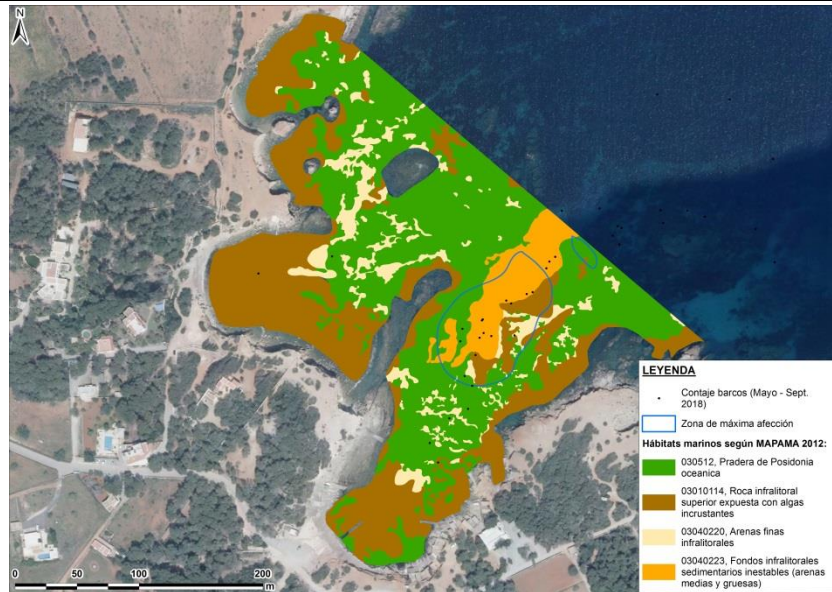 N
LEYENDA
Contaje barcos (Mayo - Sept.
2018)
Zona de máxima afección
Hábitats marinos según MAPAMA 2012:
030512, Pradera de Posidonia
oceanica
03010114, Roca infralitoral
superior expuesta con algas
incrustantes
03040220, Arenas finas
infralitorales
03040223, Fondos infralitorales
sedimentarios inestables (arenas
medias y gruesas)
0 50 100 200
m